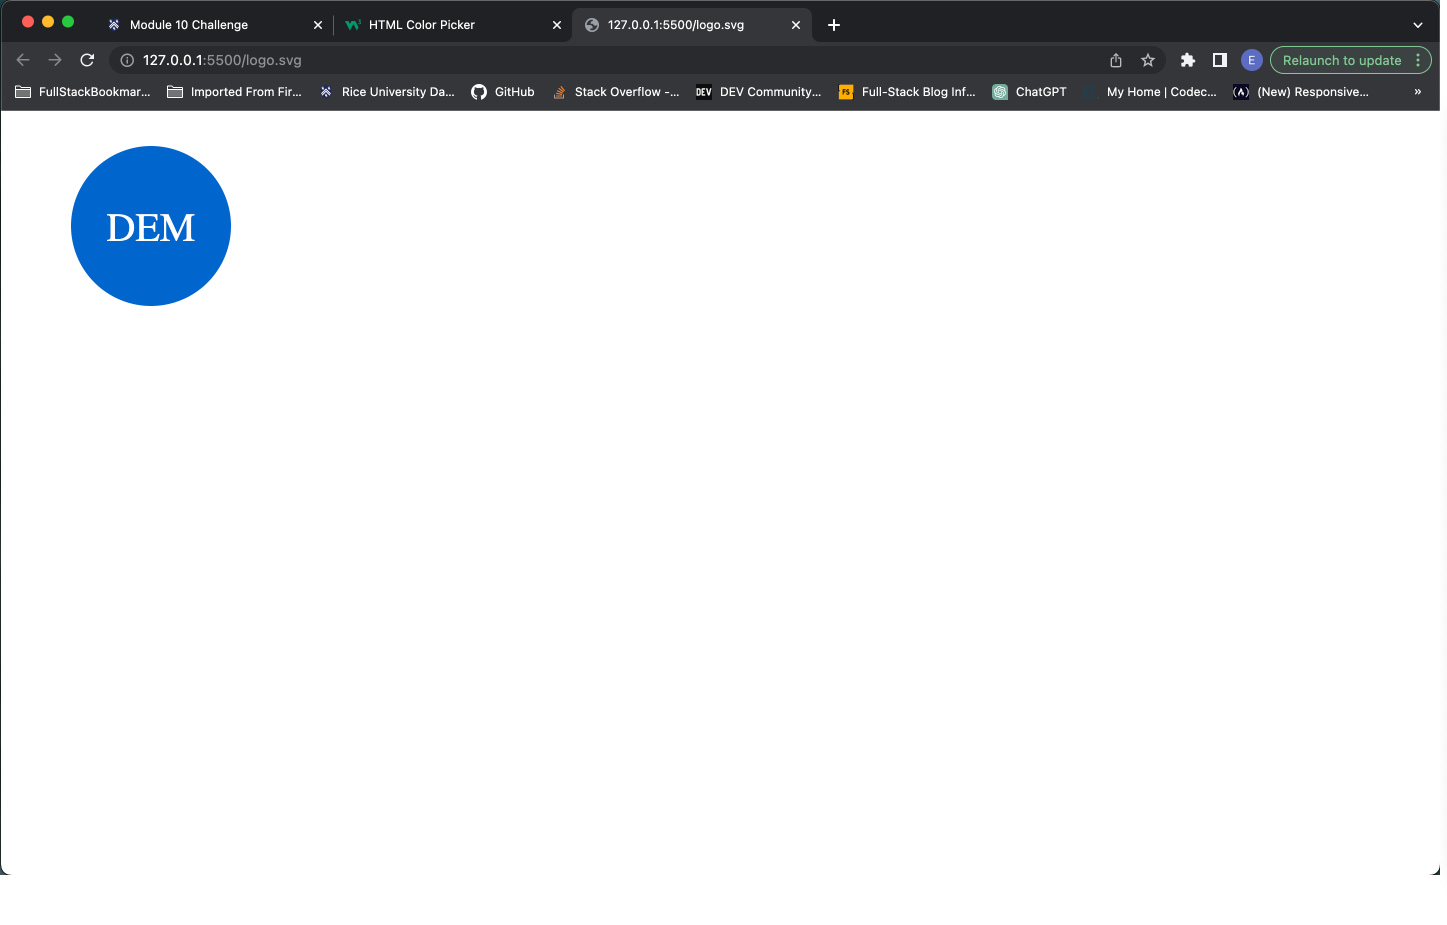 Module 10 Challenge
HTML Color Picker
127.0.0.1:5500/logo.svg
127.0.0.1:5500/logo.svg
E
Relaunch to update
FullStackBookmar...
Imported From Fir...
Rice University Da...
GitHub
Stack Overflow -...
DEV
DEV Community...
FS
Full-Stack Blog Inf...
ChatGPT
My Home | Codec...
(New) Responsive...
»
DEM